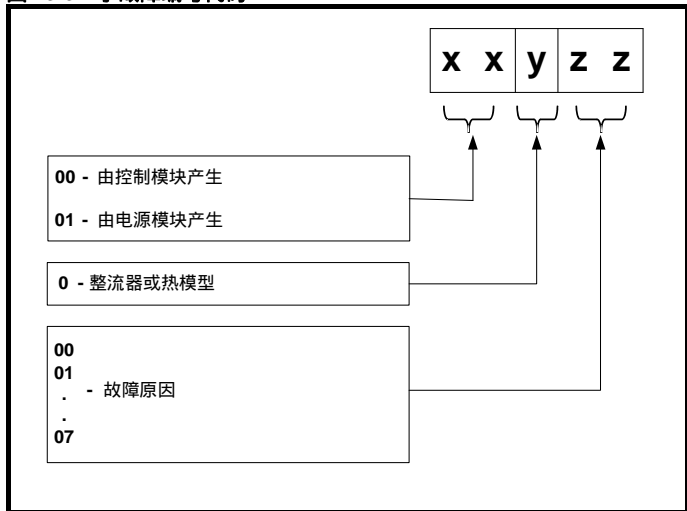 x x y z z
00 - 由控制模块产生
01 - 由电源模块产生
0 - 整流器或热模型
00
01
- 故障原因
.
.
07